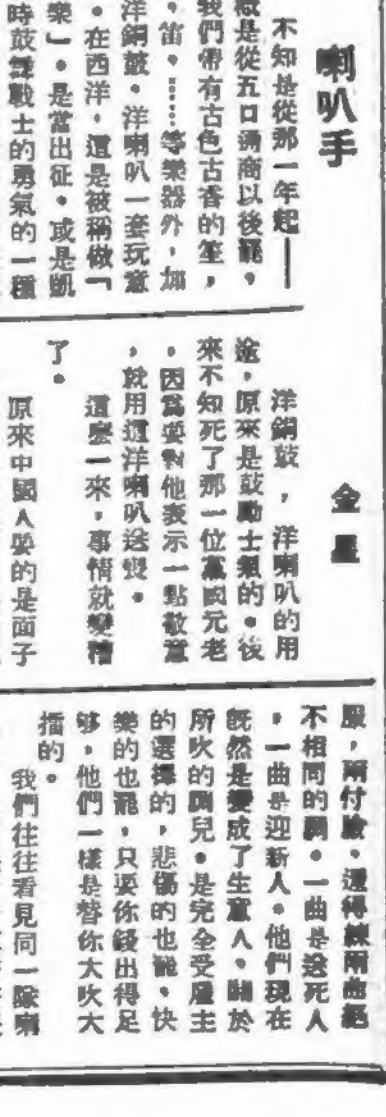 喇叭手
金星
不知是從那一年起——
概是從五口通商以後罷。
我們帶有古色古香的笙,
。笛。……等樂器外,加
洋銅鼓。洋喇叭一套玩意
。在西洋,這是被稱做「
樂」。是當出征。或是凱
時鼓舞戰士的勇氣的一種
洋銅鼓,洋喇叭的用
途,原來是鼓勵士氣的。後
來不知死了那一位黨國元老
。因爲要對他表示一點敬意
,就用這洋喇叭送喪。
這麽一來,事情就變糟
了。
原來中國人要的是面子
服,兩付臉。還得練兩曲絕
不相同的調。一曲是送死人
,一曲是迎新人。他們現在
旣然是變成了生意人。關於
所吹的調兒。是完全受雇主
的選擇的,悲傷的也罷。快
樂的也罷,只要你錢出得足
够,他們一樣是替你大吹大
擂的。
我們往往看見同一隊喇